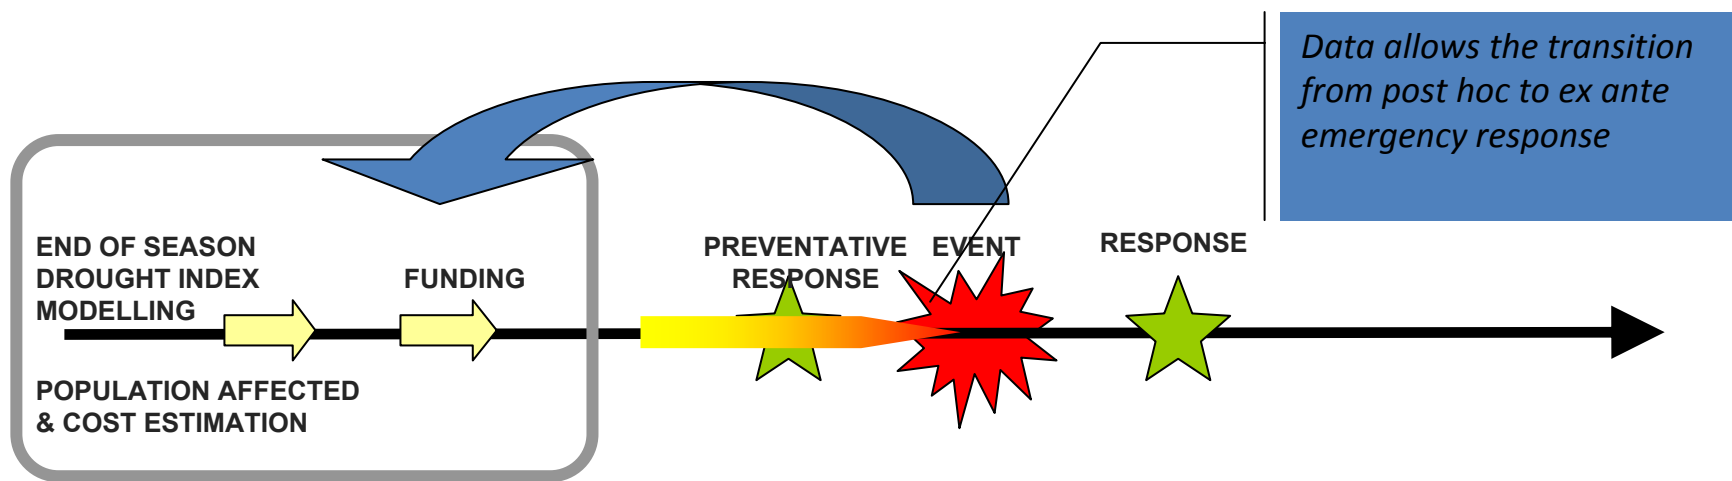 Data allows the transition
from post hoc to ex ante
emergency response
END OF SEASON
DROUGHT INDEX
MODELLING
FUNDING
PREVENTATIVE
RESPONSE
EVENT
RESPONSE
POPULATION AFFECTED
& COST ESTIMATION